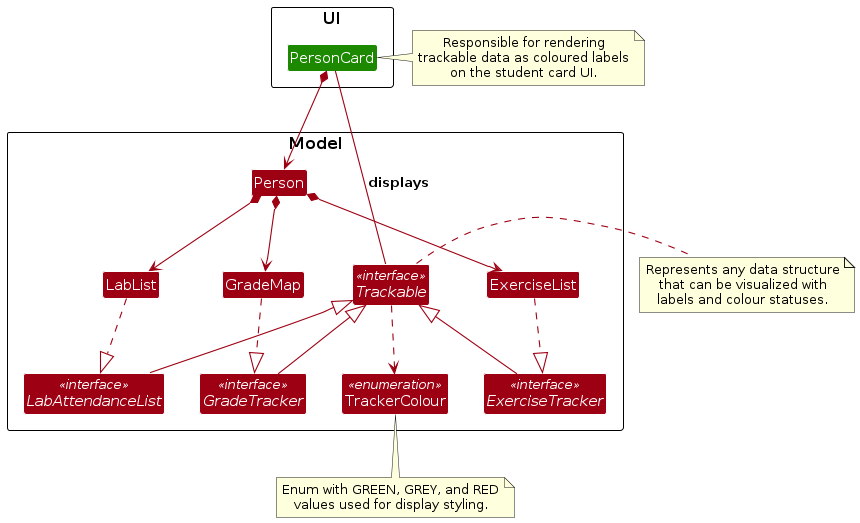 UI
PersonCard
Responsible for rendering
trackable data as coloured labels
on the student card UI.
Model
Person
displays
LabList
GradeMap
«interface»
Trackable
ExerciseList
Represents any data structure
that can be visualized with
labels and colour statuses.
«interface»
LabAttendanceList
«interface»
GradeTracker
«enumeration»
TrackerColour
«interface»
ExerciseTracker
Enum with GREEN, GREY, and RED
values used for display styling.